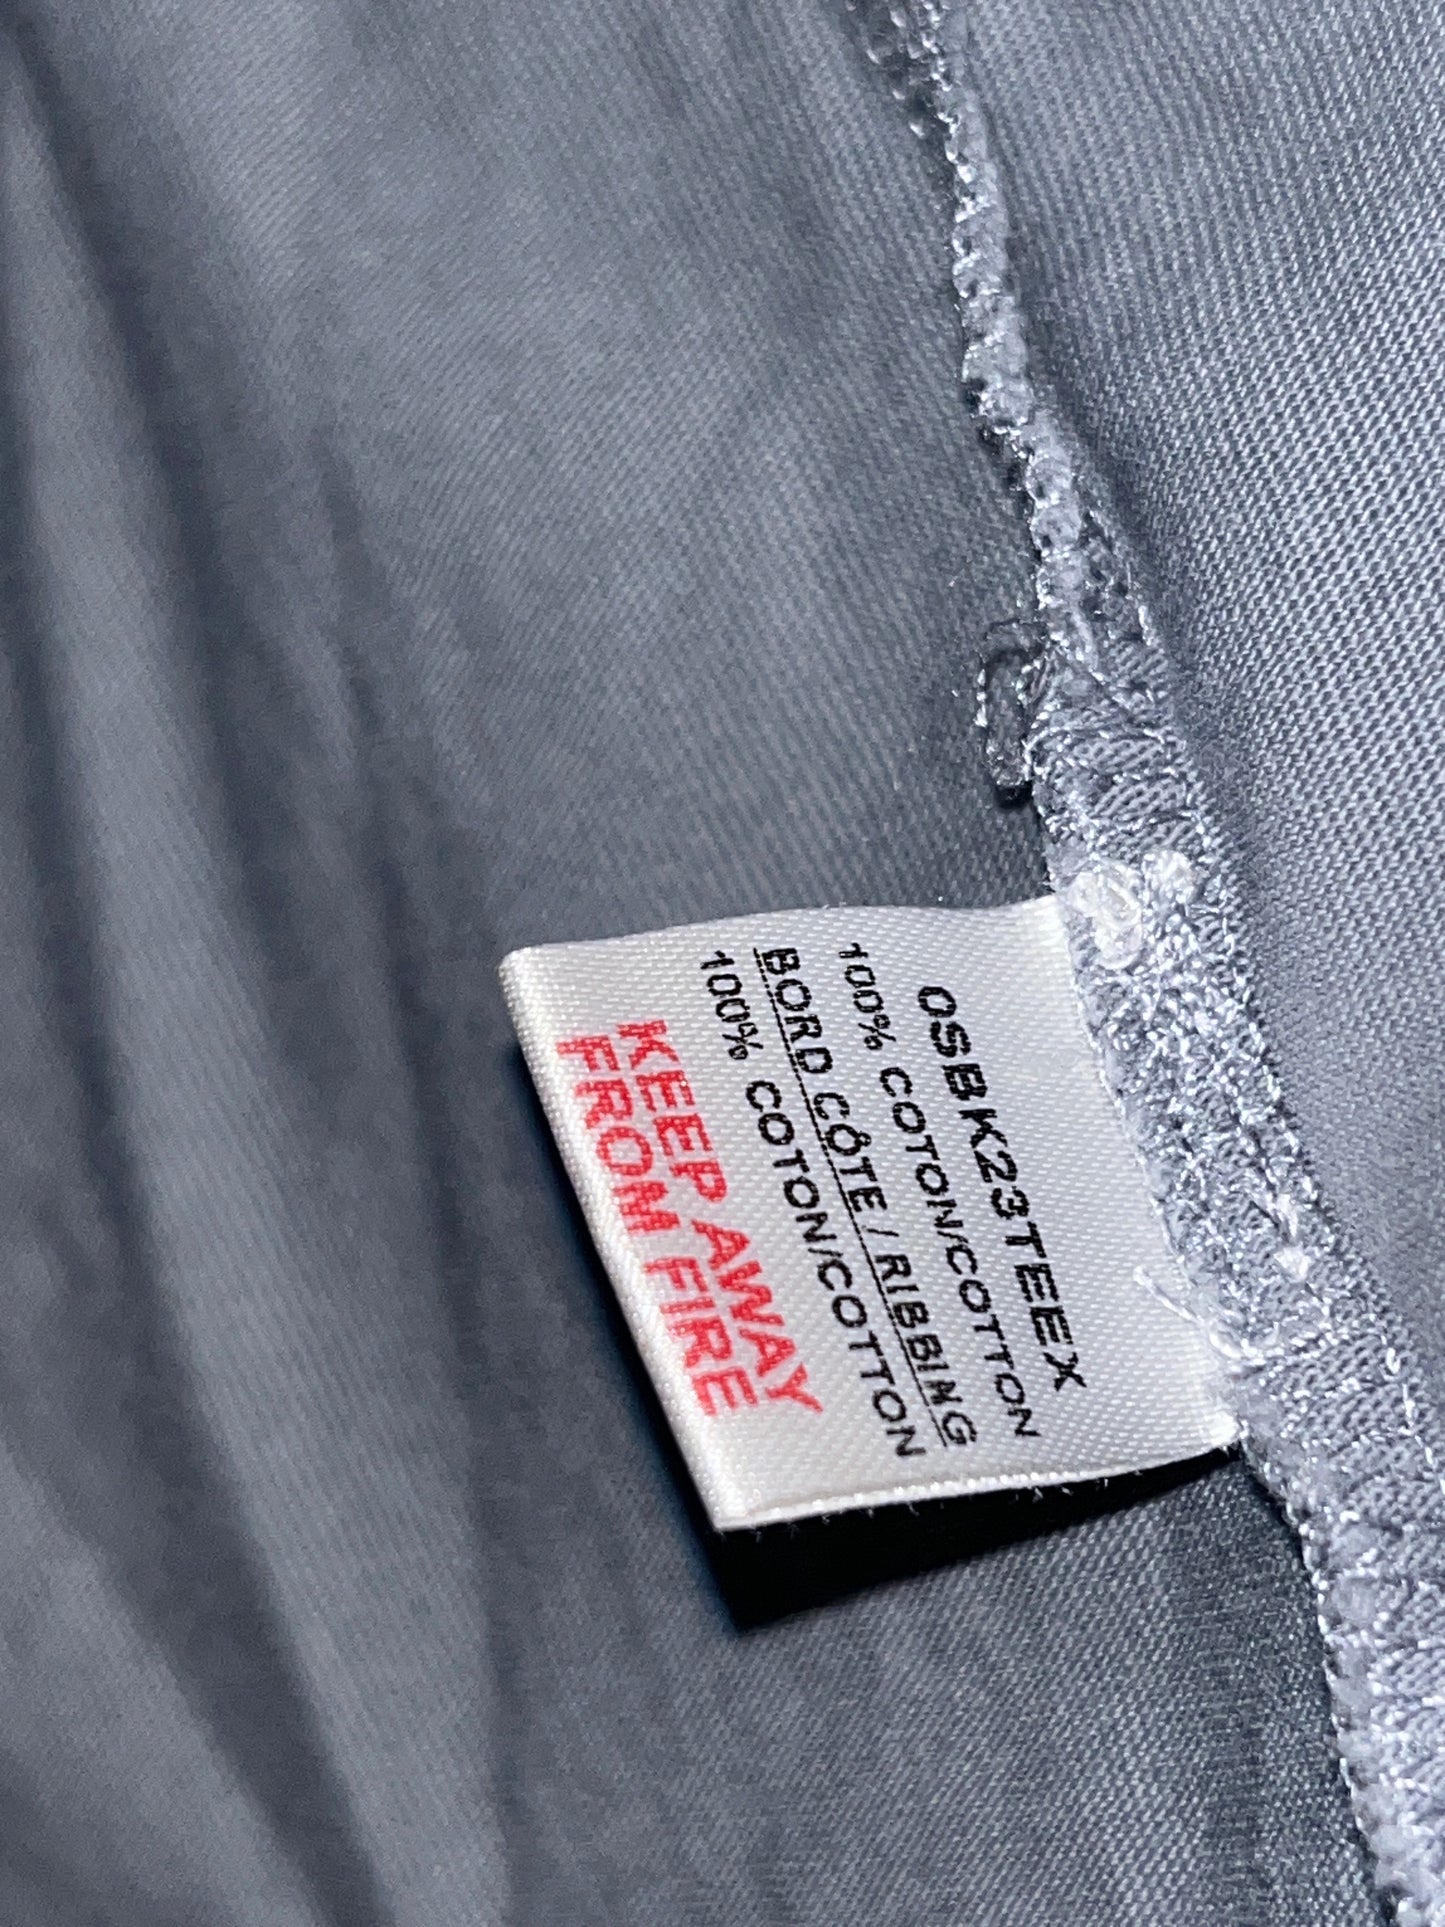 OSBK23TEEX
100% COTON/COTTON
BORD CÔTE / RIBBING
100% COTON/COTTON
KEEP AWAY
FROM FIRE